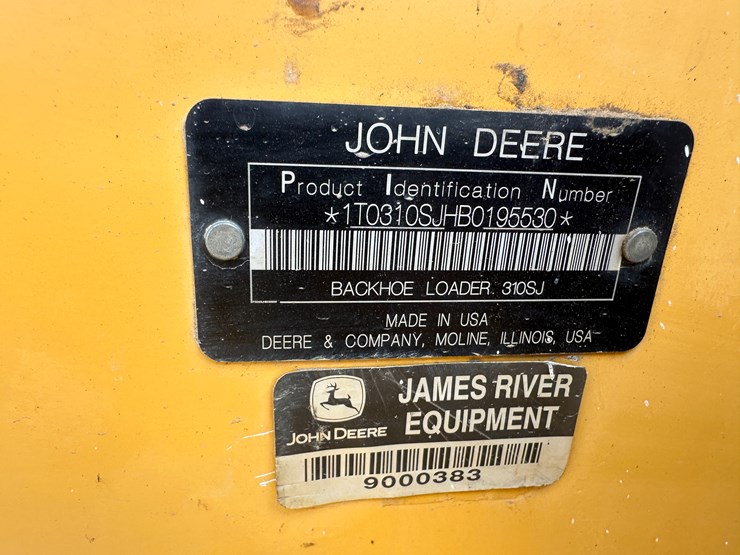 JOHN DEERE
Product Identification Number
*1T0310SJHB0195530*
BACKHOE LOADER 310SJ
MADE IN USA
DEERE & COMPANY, MOLINE, ILLINOIS, USA
JOHN DEERE
JAMES RIVER
EQUIPMENT
9000383